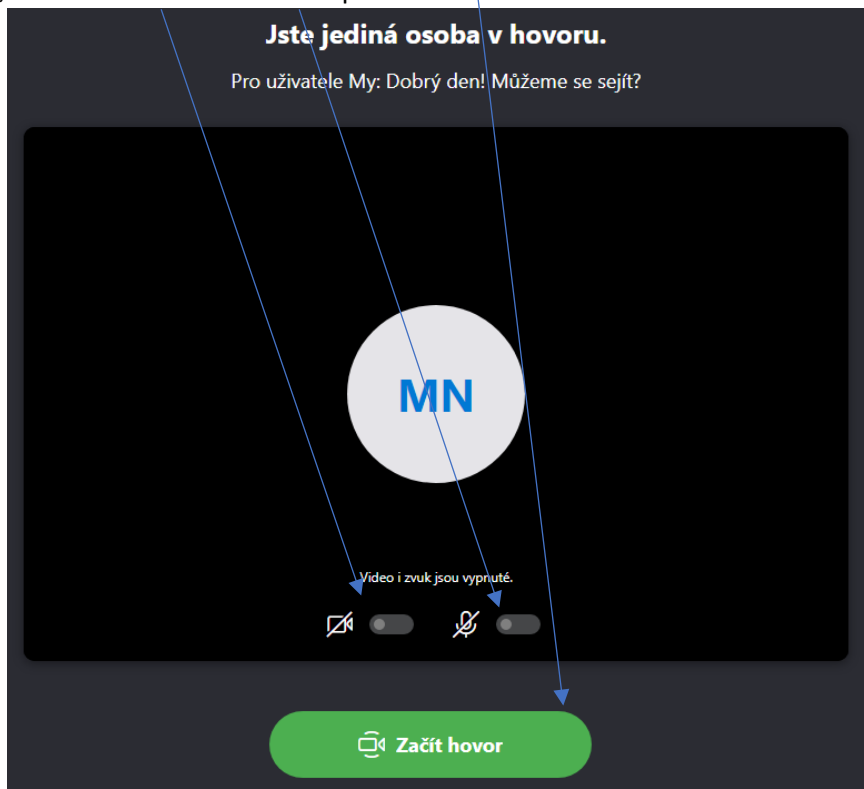 Jste jediná osoba v hovoru.
Pro uživatele My: Dobrý den! Můžeme se sejít?
MN
Video i zvuk jsou vypnuté.
Začít hovor